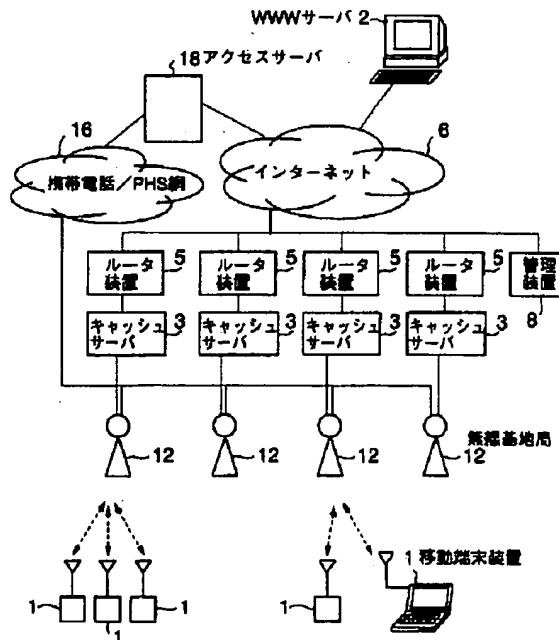 WWWサーバ 2
18 アクセスサーバ
16
6
携帯電話/PHS網
インターネット
ルータ装置 5
ルータ装置 5
ルータ装置 5
ルータ装置 5
管理装置
8
キャッシュサーバ 3
キャッシュサーバ 3
キャッシュサーバ 3
キャッシュサーバ 3
無線基地局
12
12
12
12
1 移動端末装置
1
1
1
1